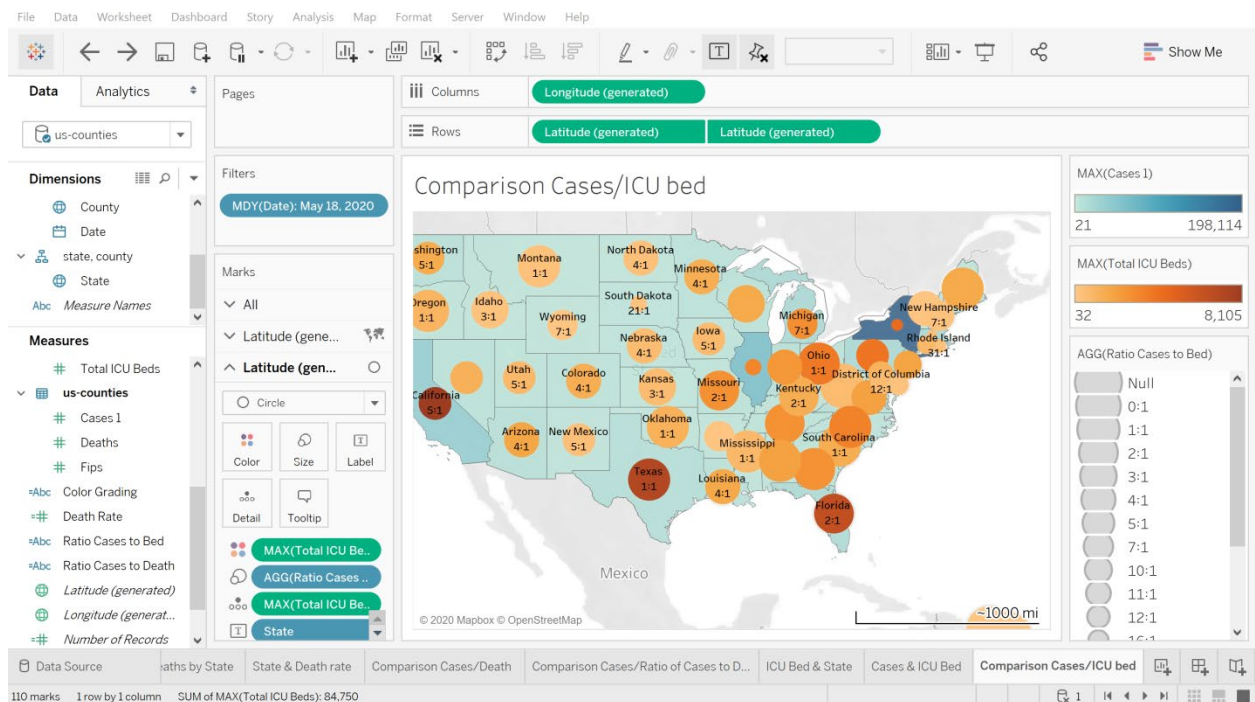 File Data Worksheet Dashboard Story Analysis Map Format Server Window Help
T
Show Me
Data Analytics
us-counties
Dimensions
County
Date
state, county
State
Abc Measure Names
Measures
# Total ICU Beds
us-counties
# Cases 1
# Deaths
# Fips
=Abc Color Grading
=# Death Rate
=Abc Ratio Cases to Bed
=Abc Ratio Cases to Death
Latitude (generated)
Longitude (generat...
=# Number of Records
Pages
Filters
MDY(Date): May 18, 2020
Marks
All
Latitude (gene...
Latitude (gen...
Circle
Color Size Label
Detail Tooltip
MAX(Total ICU Be..
AGG(Ratio Cases ..
MAX(Total ICU Be..
T State
iii Columns Longitude (generated)
Rows Latitude (generated) Latitude (generated)
Comparison Cases/ICU bed
shington
5:1
Montana
1:1
North Dakota
4:1
Minnesota
4:1
Oregon
1:1
Idaho
3:1
Wyoming
7:1
South Dakota
21:1
Michigan
7:1
New Hampshire
7:1
Nebraska
4:1
Iowa
5:1
Rhode Island
31:1
Utah
5:1
Colorado
4:1
Kansas
3:1
Missouri
2:1
Ohio
1:1
District of Columbia
12:1
Kentucky
2:1
California
5:1
Arizona
4:1
New Mexico
5:1
Oklahoma
1:1
Mississippi
1:1
South Carolina
1:1
Texas
1:1
Louisiana
4:1
Florida
2:1
Mexico
© 2020 Mapbox © OpenStreetMap
~1000 mi
MAX(Cases 1)
21 198,114
MAX(Total ICU Beds)
32 8,105
AGG(Ratio Cases to Bed)
Null
0:1
1:1
2:1
3:1
4:1
5:1
7:1
10:1
11:1
12:1
16:1
Data Source aths by State State & Death rate Comparison Cases/Death Comparison Cases/Ratio of Cases to D... ICU Bed & State Cases & ICU Bed Comparison Cases/ICU bed
110 marks 1 row by 1 column SUM of MAX(Total ICU Beds): 84,750
1